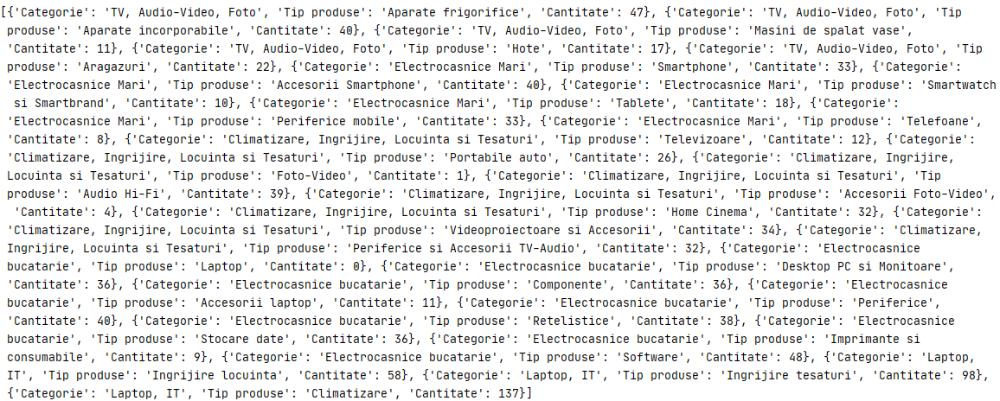 [{'Categorie': 'TV, Audio-Video, Foto', 'Tip produse': 'Aparate frigorifice', 'Cantitate': 47}, {'Categorie': 'TV, Audio-Video, Foto', 'Tip
produse': 'Aparate incorporabile', 'Cantitate': 40}, {'Categorie': 'TV, Audio-Video, Foto', 'Tip produse': 'Masini de spalat vase',
'Cantitate': 11}, {'Categorie': 'TV, Audio-Video, Foto', 'Tip produse': 'Hote', 'Cantitate': 17}, {'Categorie': 'TV, Audio-Video, Foto', 'Tip
produse': 'Aragazuri', 'Cantitate': 22}, {'Categorie': 'Electrocasnice Mari', 'Tip produse': 'Smartphone', 'Cantitate': 33}, {'Categorie':
'Electrocasnice Mari', 'Tip produse': 'Accesorii Smartphone', 'Cantitate': 40}, {'Categorie': 'Electrocasnice Mari', 'Tip produse': 'Smartwatch
si Smartbrand', 'Cantitate': 10}, {'Categorie': 'Electrocasnice Mari', 'Tip produse': 'Tablete', 'Cantitate': 18}, {'Categorie':
'Electrocasnice Mari', 'Tip produse': 'Periferice mobile', 'Cantitate': 33}, {'Categorie': 'Electrocasnice Mari', 'Tip produse': 'Telefoane',
'Cantitate': 8}, {'Categorie': 'Climatizare, Ingrijire, Locuinta si Tesaturi', 'Tip produse': 'Televizoare', 'Cantitate': 12}, {'Categorie':
'Climatizare, Ingrijire, Locuinta si Tesaturi', 'Tip produse': 'Portabile auto', 'Cantitate': 26}, {'Categorie': 'Climatizare, Ingrijire,
Locuinta si Tesaturi', 'Tip produse': 'Foto-Video', 'Cantitate': 1}, {'Categorie': 'Climatizare, Ingrijire, Locuinta si Tesaturi', 'Tip
produse': 'Audio Hi-Fi', 'Cantitate': 39}, {'Categorie': 'Climatizare, Ingrijire, Locuinta si Tesaturi', 'Tip produse': 'Accesorii Foto-Video',
'Cantitate': 4}, {'Categorie': 'Climatizare, Ingrijire, Locuinta si Tesaturi', 'Tip produse': 'Home Cinema', 'Cantitate': 32}, {'Categorie':
'Climatizare, Ingrijire, Locuinta si Tesaturi', 'Tip produse': 'Videoproiectoare si Accesorii', 'Cantitate': 34}, {'Categorie': 'Climatizare,
Ingrijire, Locuinta si Tesaturi', 'Tip produse': 'Periferice si Accesorii TV-Audio', 'Cantitate': 32}, {'Categorie': 'Electrocasnice
bucatarie', 'Tip produse': 'Laptop', 'Cantitate': 0}, {'Categorie': 'Electrocasnice bucatarie', 'Tip produse': 'Desktop PC si Monitoare',
'Cantitate': 36}, {'Categorie': 'Electrocasnice bucatarie', 'Tip produse': 'Componente', 'Cantitate': 36}, {'Categorie': 'Electrocasnice
bucatarie', 'Tip produse': 'Accesorii laptop', 'Cantitate': 11}, {'Categorie': 'Electrocasnice bucatarie', 'Tip produse': 'Periferice',
'Cantitate': 40}, {'Categorie': 'Electrocasnice bucatarie', 'Tip produse': 'Retelistice', 'Cantitate': 38}, {'Categorie': 'Electrocasnice
bucatarie', 'Tip produse': 'Stocare date', 'Cantitate': 36}, {'Categorie': 'Electrocasnice bucatarie', 'Tip produse': 'Imprimante si
consumabile', 'Cantitate': 9}, {'Categorie': 'Electrocasnice bucatarie', 'Tip produse': 'Software', 'Cantitate': 48}, {'Categorie': 'Laptop,
IT', 'Tip produse': 'Ingrijire locuinta', 'Cantitate': 58}, {'Categorie': 'Laptop, IT', 'Tip produse': 'Ingrijire tesaturi', 'Cantitate': 98},
{'Categorie': 'Laptop, IT', 'Tip produse': 'Climatizare', 'Cantitate': 137}]